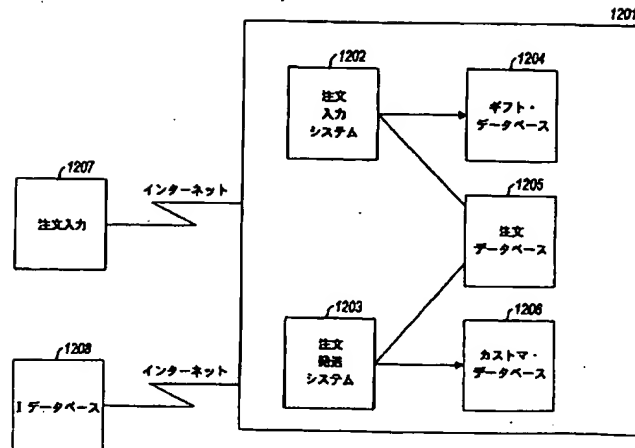 1201
1202
注文
入力
システム
1204
ギフト・
データベース
1207
注文入力
インターネット
1205
注文
データベース
1203
注文
発送
システム
1206
カストマ・
データベース
1208
I データベース
インターネット